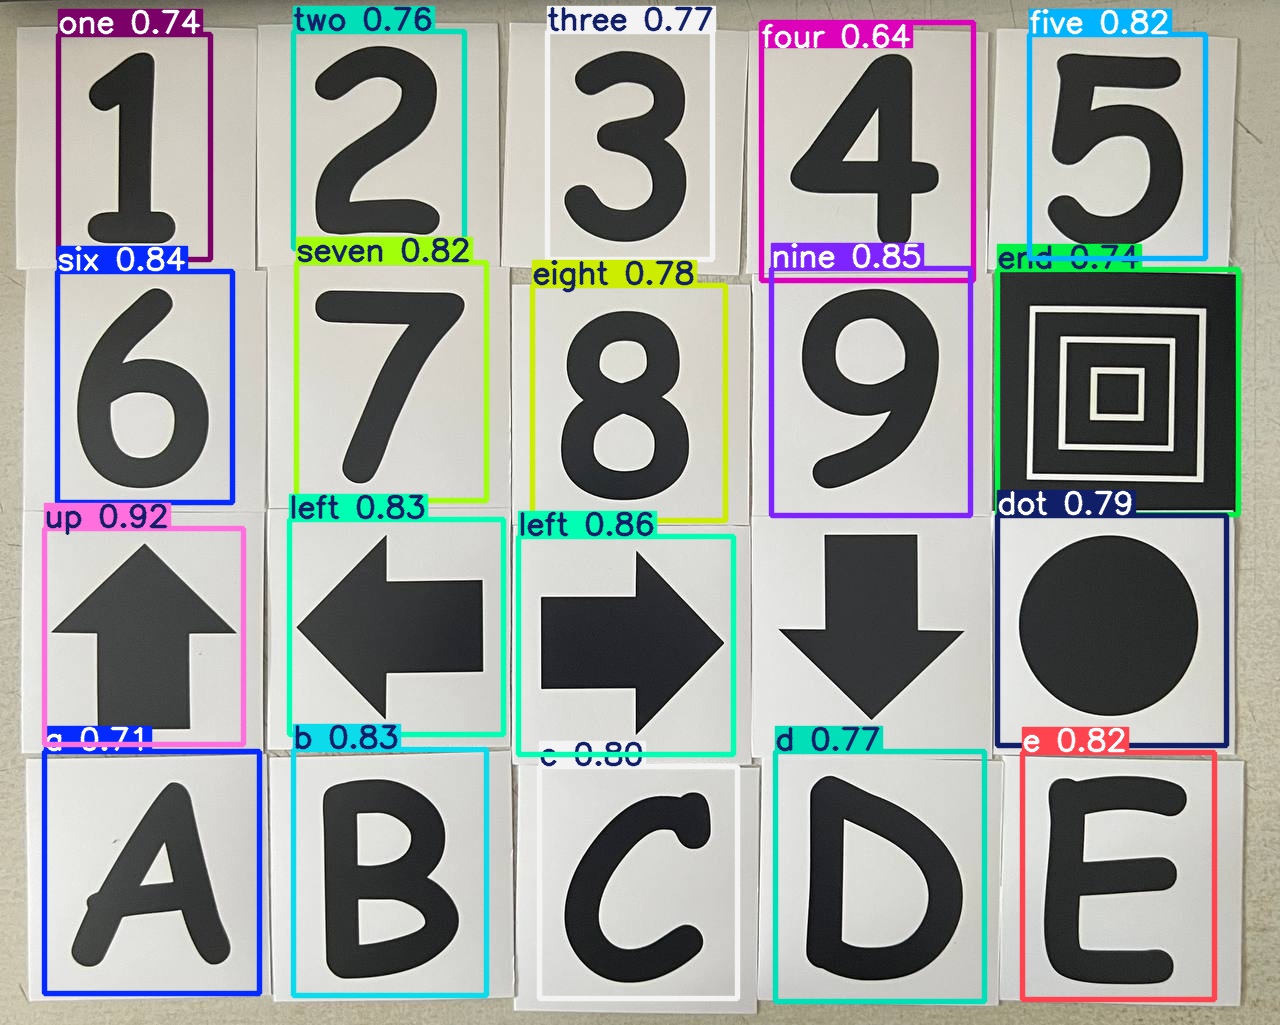 one 0.74 two 0.76 three 0.77 four 0.64 five 0.82
1 2 3 4 5
six 0.84 seven 0.82 eight 0.78 nine 0.85 end 0.74
6 7 8 9
up 0.92 left 0.83 left 0.86 dot 0.79
a 0.71 b 0.83 c 0.80 d 0.77 e 0.82
A B C D E